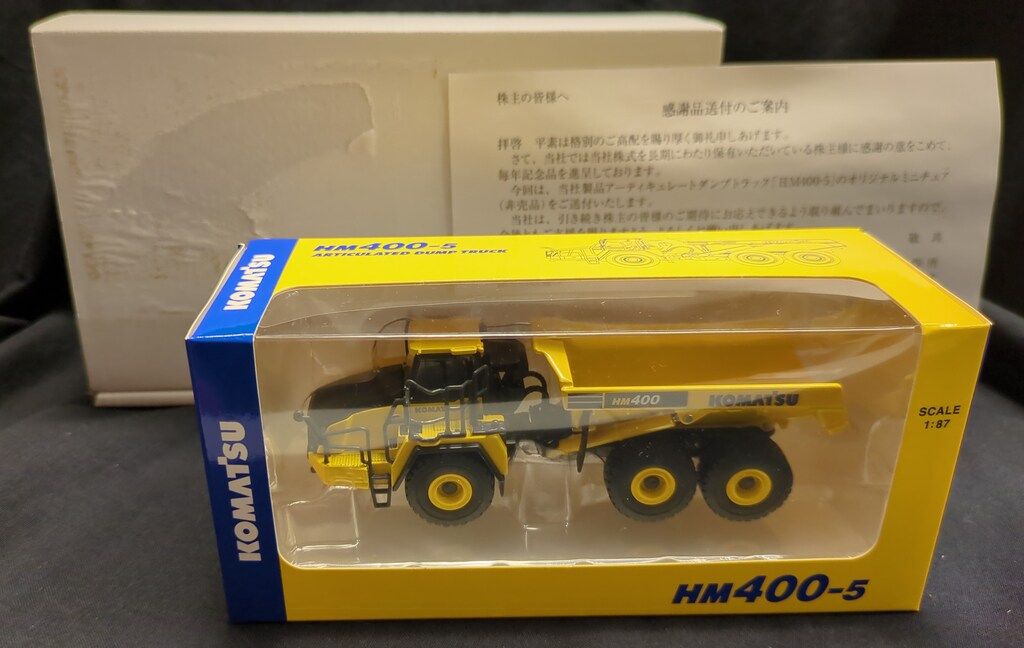 株主の皆様へ
感謝品送付のご案内
拝啓 平素は格別のご高配を賜り厚く御礼申しあげます。
さて、当社では当社株式を長期にわたり保有いただいている株主様に感謝の意をこめて、
毎年記念品を進呈しております。
今回は、当社製品アーティキュレートダンプトラック「HM400-5」のオリジナルミニチュア
(非売品)をご送付いたします。
当社は、引き続き株主の皆様のご期待にお応えできるよう取り組んでまいりますので、
敬具
KOMATSU
HM400-5
ARTICULATED DUMP TRUCK
KOMATSU
KOMATSU
HM400
KOMATSU
SCALE
1:87
HM400-5